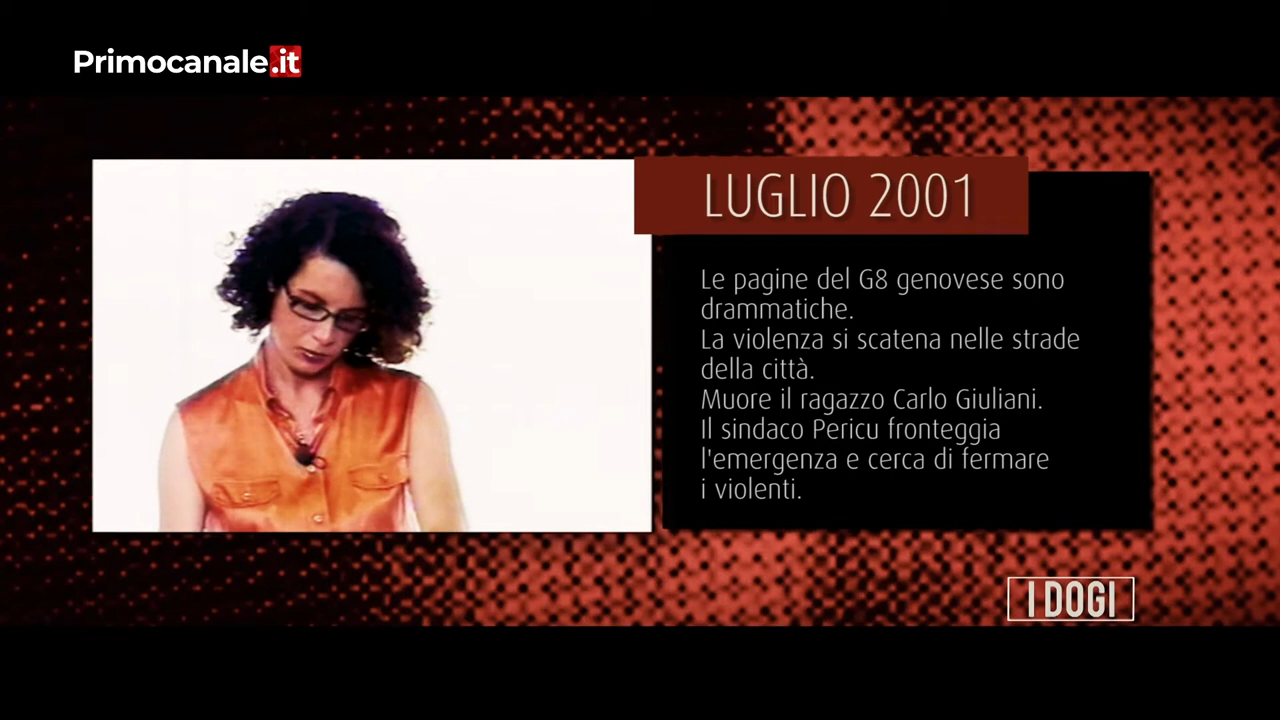 Primocanale.it
LUGLIO 2001
Le pagine del G8 genovese sono
drammatiche.
La violenza si scatena nelle strade
della città.
Muore il ragazzo Carlo Giuliani.
Il sindaco Pericu fronteggia
l'emergenza e cerca di fermare
i violenti.
I DOGI